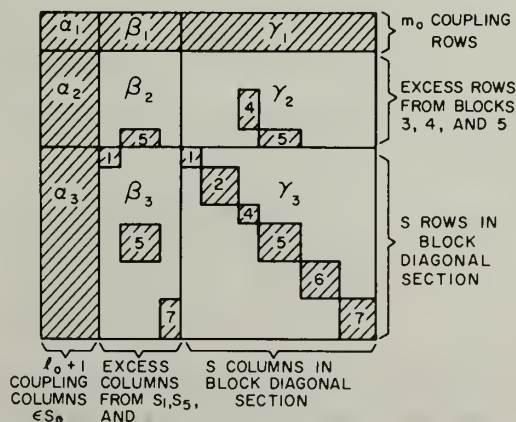 α₁ β₁ γ₁
m₀ COUPLING
ROWS
α₂ β₂ γ₂
4
5 5
EXCESS ROWS
FROM BLOCKS
3, 4, AND 5
1 1
α₃ β₃ 2 γ₃
4
5 5
6
7 7
S ROWS IN
BLOCK
DIAGONAL
SECTION
ℓ₀ + 1
COUPLING
COLUMNS
ϵS₀
EXCESS
COLUMNS
FROM S₁,S₅,
AND
S COLUMNS IN
BLOCK DIAGONAL
SECTION